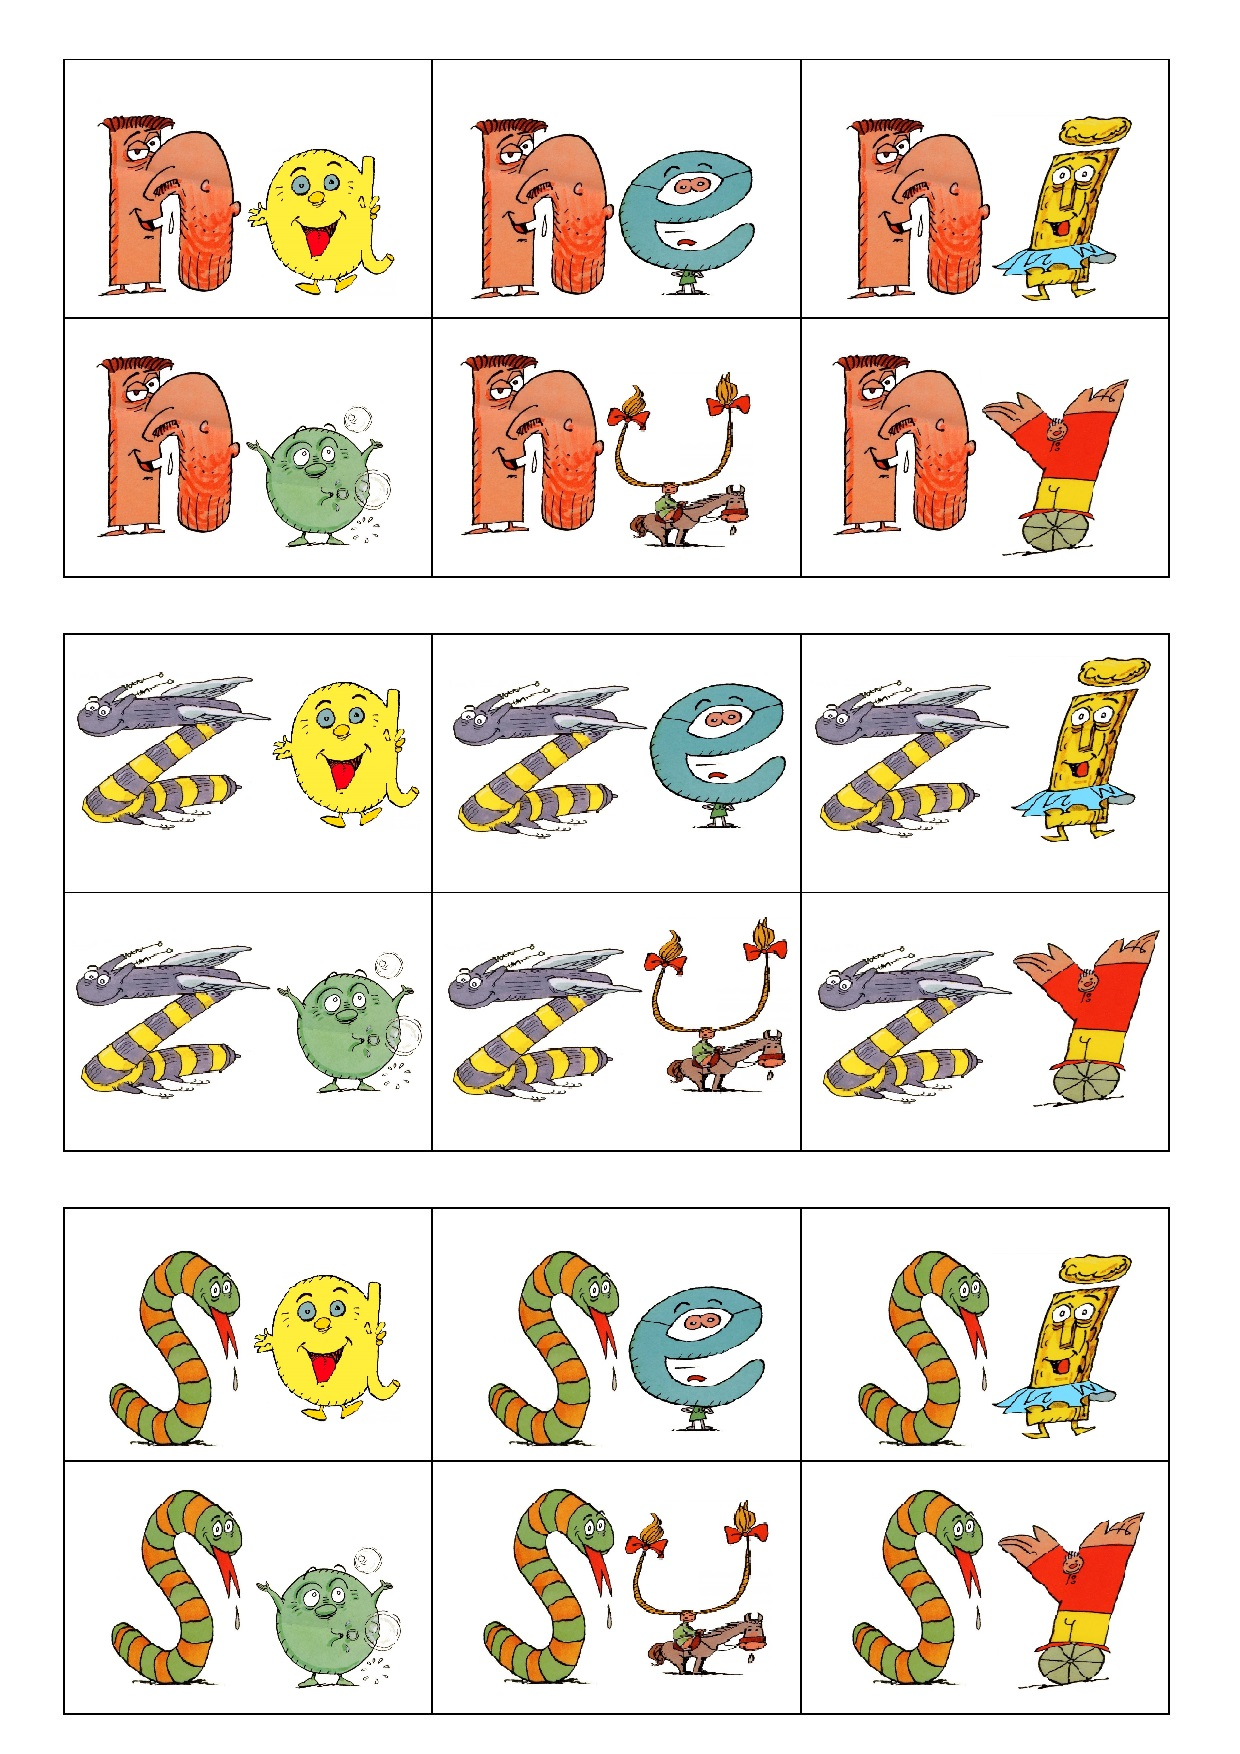 na ne ni
no nu ny
za ze zi
zo zu zy
sa se si
so su sy